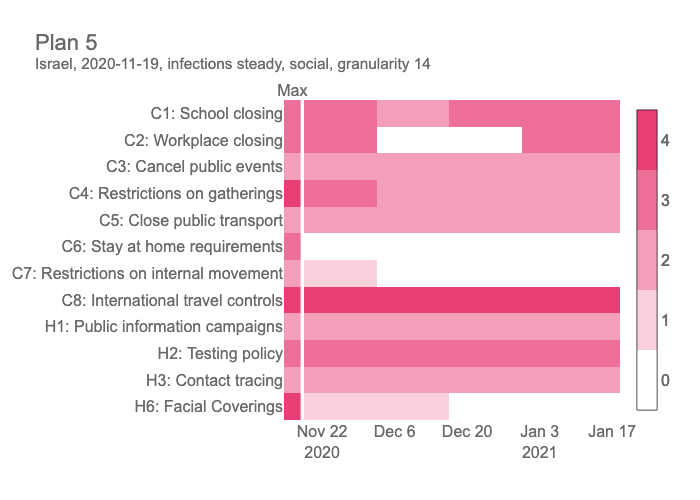 Plan 5
Israel, 2020-11-19, infections steady, social, granularity 14
Max
C1: School closing
C2: Workplace closing
C3: Cancel public events
C4: Restrictions on gatherings
C5: Close public transport
C6: Stay at home requirements
C7: Restrictions on internal movement
C8: International travel controls
H1: Public information campaigns
H2: Testing policy
H3: Contact tracing
H6: Facial Coverings
Nov 22 Dec 6 Dec 20 Jan 3 Jan 17
2020 2021
4
3
2
1
0